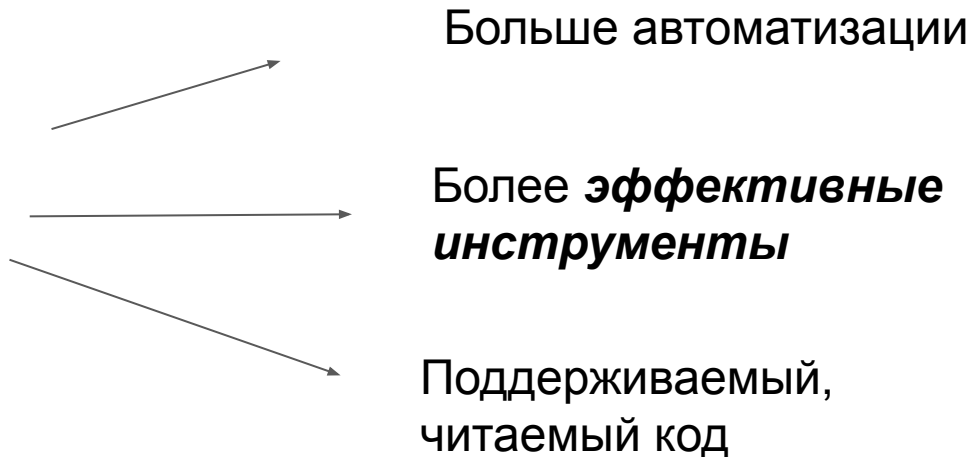 Больше автоматизации
Более эффективные
инструменты
Поддерживаемый,
читаемый код